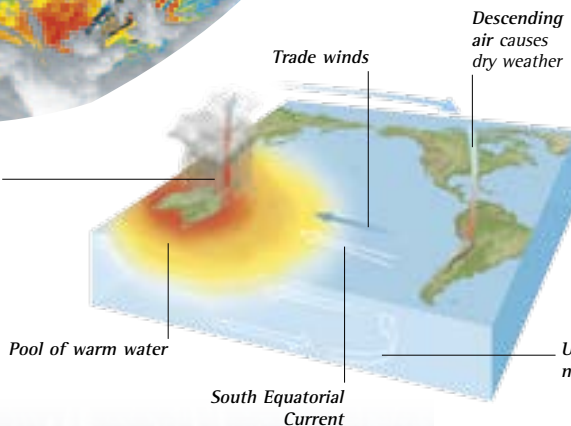 Descending
air causes
dry weather
Trade winds
Pool of warm water
South Equatorial
Current